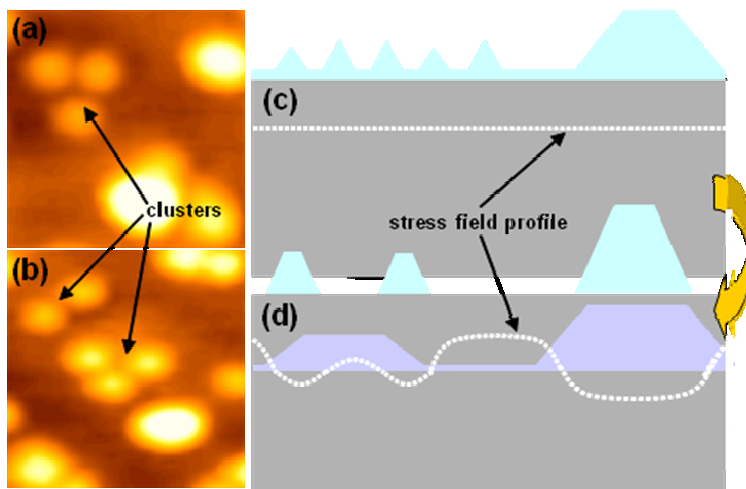 (a)
clusters
(b)
(c)
stress field profile
(d)